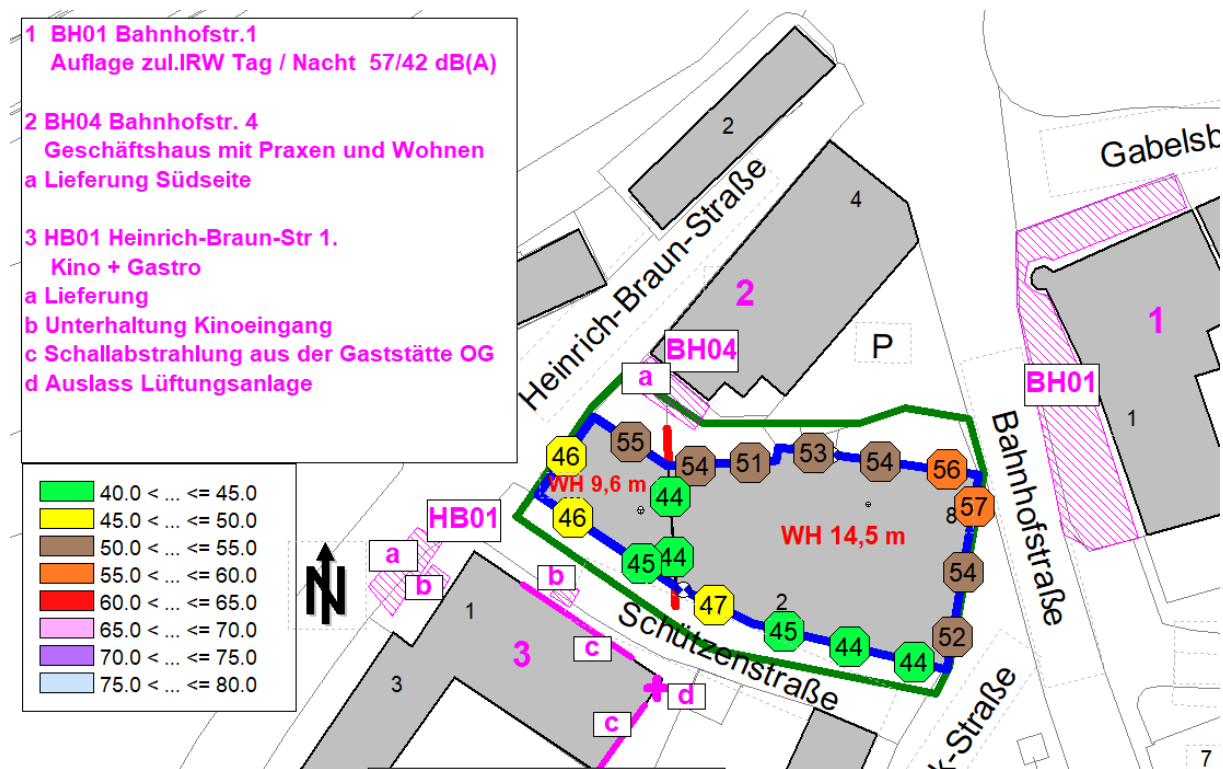 1 BH01 Bahnhofstr.1
Auflage zul.IRW Tag / Nacht 57/42 dB(A)
2 BH04 Bahnhofstr. 4
Geschäftshaus mit Praxen und Wohnen
a Lieferung Südseite
3 HB01 Heinrich-Braun-Str 1.
Kino + Gastro
a Lieferung
b Unterhaltung Kinoeingang
c Schallabstrahlung aus der Gaststätte OG
d Auslass Lüftungsanlage
40.0 < ... <= 45.0
45.0 < ... <= 50.0
50.0 < ... <= 55.0
55.0 < ... <= 60.0
60.0 < ... <= 65.0
65.0 < ... <= 70.0
70.0 < ... <= 75.0
75.0 < ... <= 80.0
N
2
Heinrich-Braun-Straße
4
2
BH04
a
P
Gabelsb
1
BH01
1
Bahnhofstraße
55
46
54
51
53
54
56
57
8
WH 9,6 m
44
46
WH 14,5 m
45
44
54
47
2
45
44
44
52
HB01
a
b
b
1
3
3
c
d
c
Schützenstraße
k-Straße
7